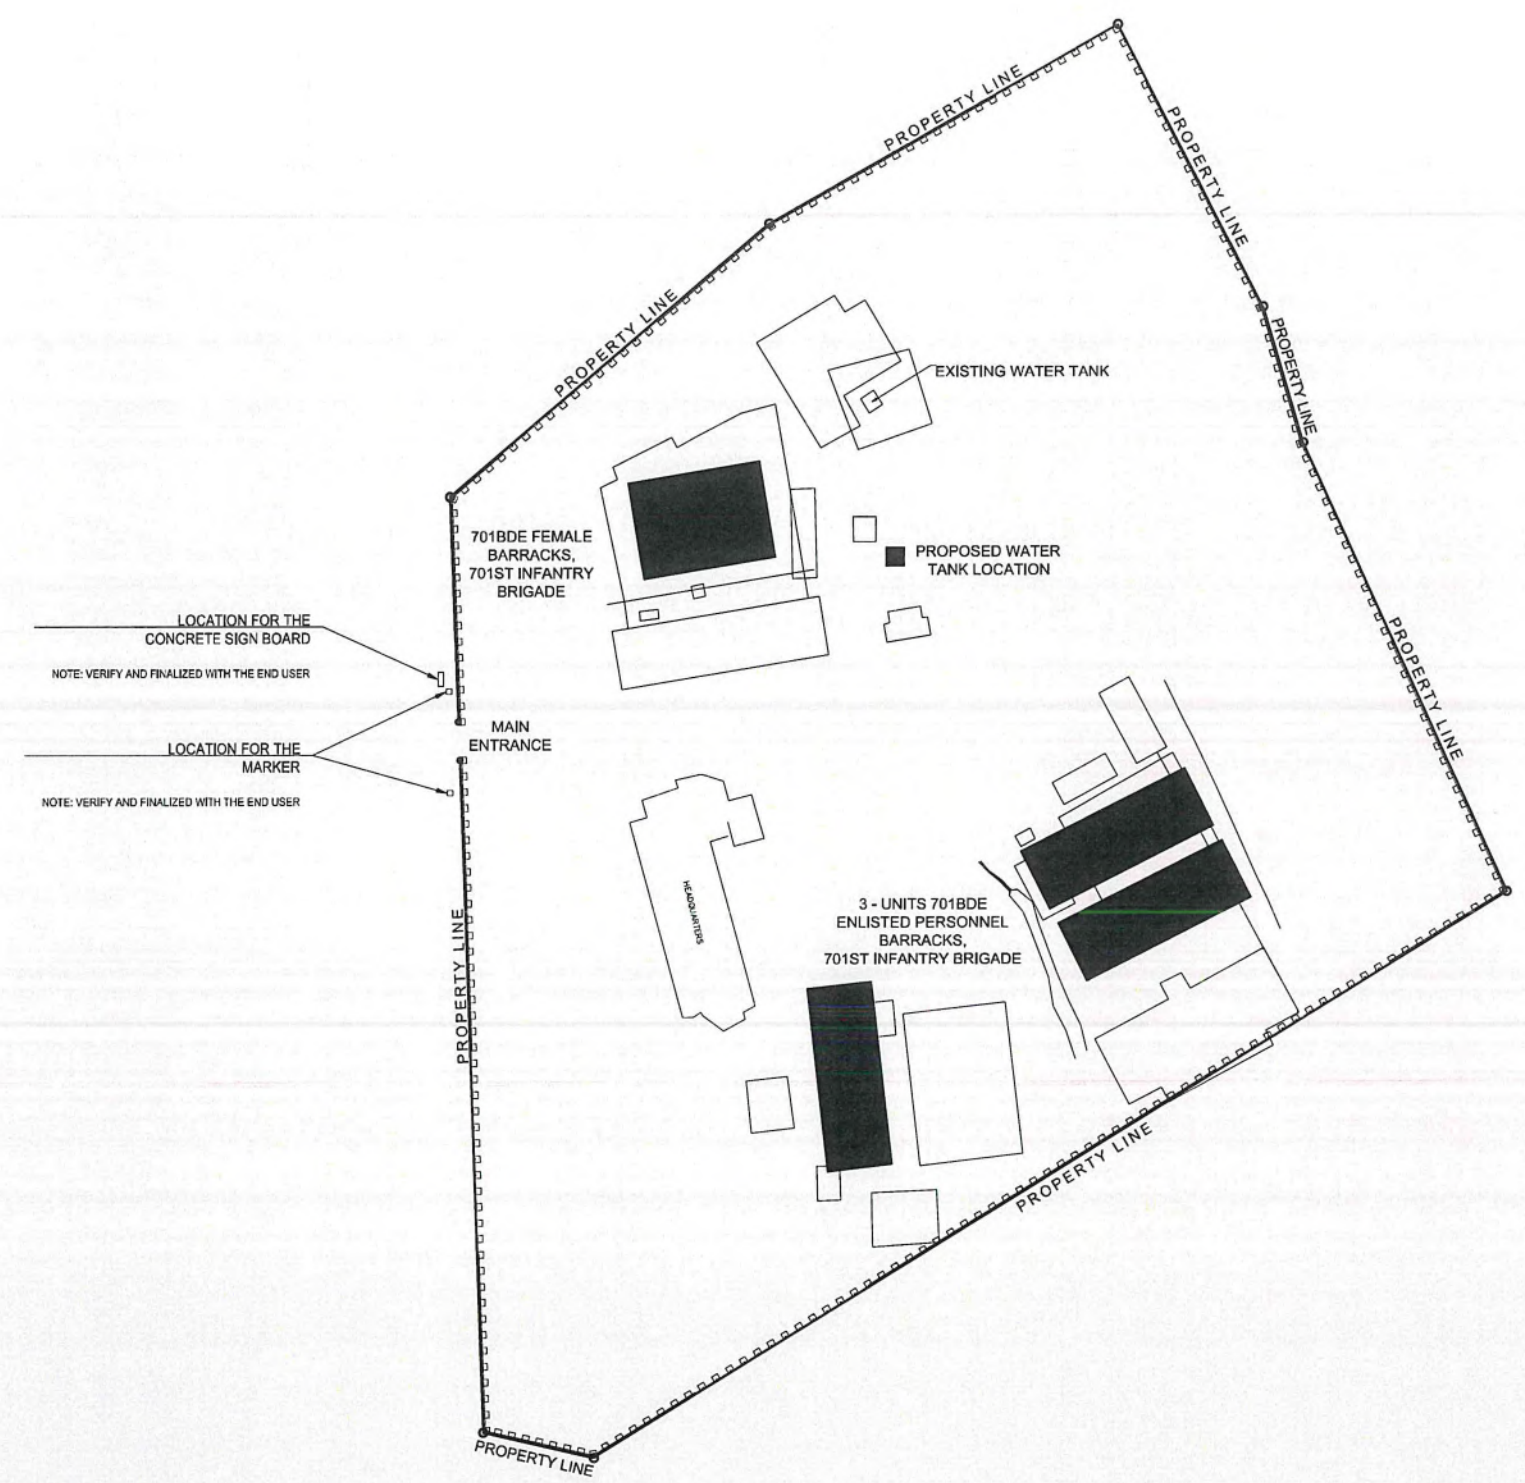 PROPERTY LINE
PROPERTY LINE
PROPERTY LINE
PROPERTY LINE
EXISTING WATER TANK
701BDE FEMALE
BARRACKS,
701ST INFANTRY
BRIGADE
PROPOSED WATER
TANK LOCATION
LOCATION FOR THE
CONCRETE SIGN BOARD
NOTE: VERIFY AND FINALIZED WITH THE END USER
PROPERTY LINE
MAIN
ENTRANCE
LOCATION FOR THE
MARKER
NOTE: VERIFY AND FINALIZED WITH THE END USER
HEADQUARTERS
3 - UNITS 701BDE
ENLISTED PERSONNEL
BARRACKS,
701ST INFANTRY BRIGADE
PROPERTY LINE
PROPERTY LINE
PROPERTY LINE